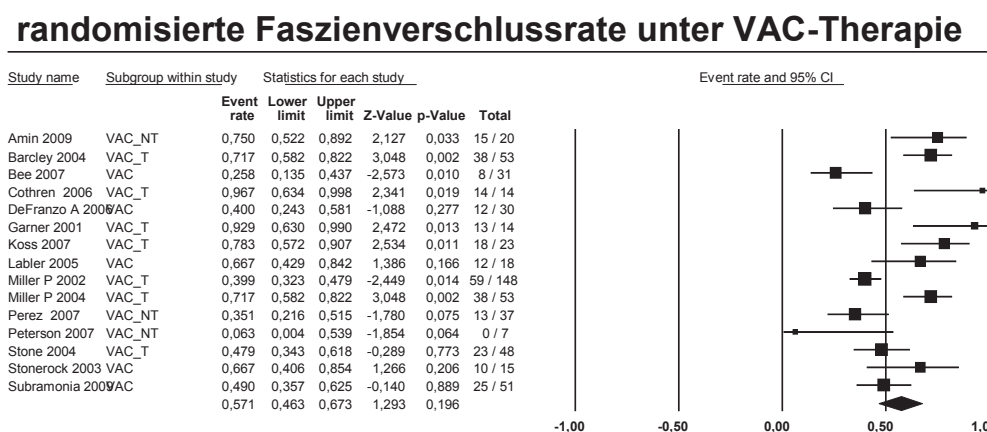 randomisierte Faszienverschlussrate unter VAC-Therapie
Study name Subgroup within study Statistics for each study Event rate and 95% CI
Event Lower Upper
rate limit limit Z-Value p-Value Total
Amin 2009 VAC_NT 0,750 0,522 0,892 2,127 0,033 15 / 20
Barcley 2004 VAC_T 0,717 0,582 0,822 3,048 0,002 38 / 53
Bee 2007 VAC 0,258 0,135 0,437 -2,573 0,010 8 / 31
Cothren 2006 VAC_T 0,967 0,634 0,998 2,341 0,019 14 / 14
DeFranzo A 2006 VAC 0,400 0,243 0,581 -1,088 0,277 12 / 30
Garner 2001 VAC_T 0,929 0,630 0,990 2,472 0,013 13 / 14
Koss 2007 VAC_T 0,783 0,572 0,907 2,534 0,011 18 / 23
Labler 2005 VAC 0,667 0,429 0,842 1,386 0,166 12 / 18
Miller P 2002 VAC_T 0,399 0,323 0,479 -2,449 0,014 59 / 148
Miller P 2004 VAC_T 0,717 0,582 0,822 3,048 0,002 38 / 53
Perez 2007 VAC_NT 0,351 0,216 0,515 -1,780 0,075 13 / 37
Peterson 2007 VAC_NT 0,063 0,004 0,539 -1,854 0,064 0 / 7
Stone 2004 VAC_T 0,479 0,343 0,618 -0,289 0,773 23 / 48
Stonerock 2003 VAC 0,667 0,406 0,854 1,266 0,206 10 / 15
Subramonia 2009 VAC 0,490 0,357 0,625 -0,140 0,889 25 / 51
0,571 0,463 0,673 1,293 0,196
-1,00 -0,50 0,00 0,50 1,0